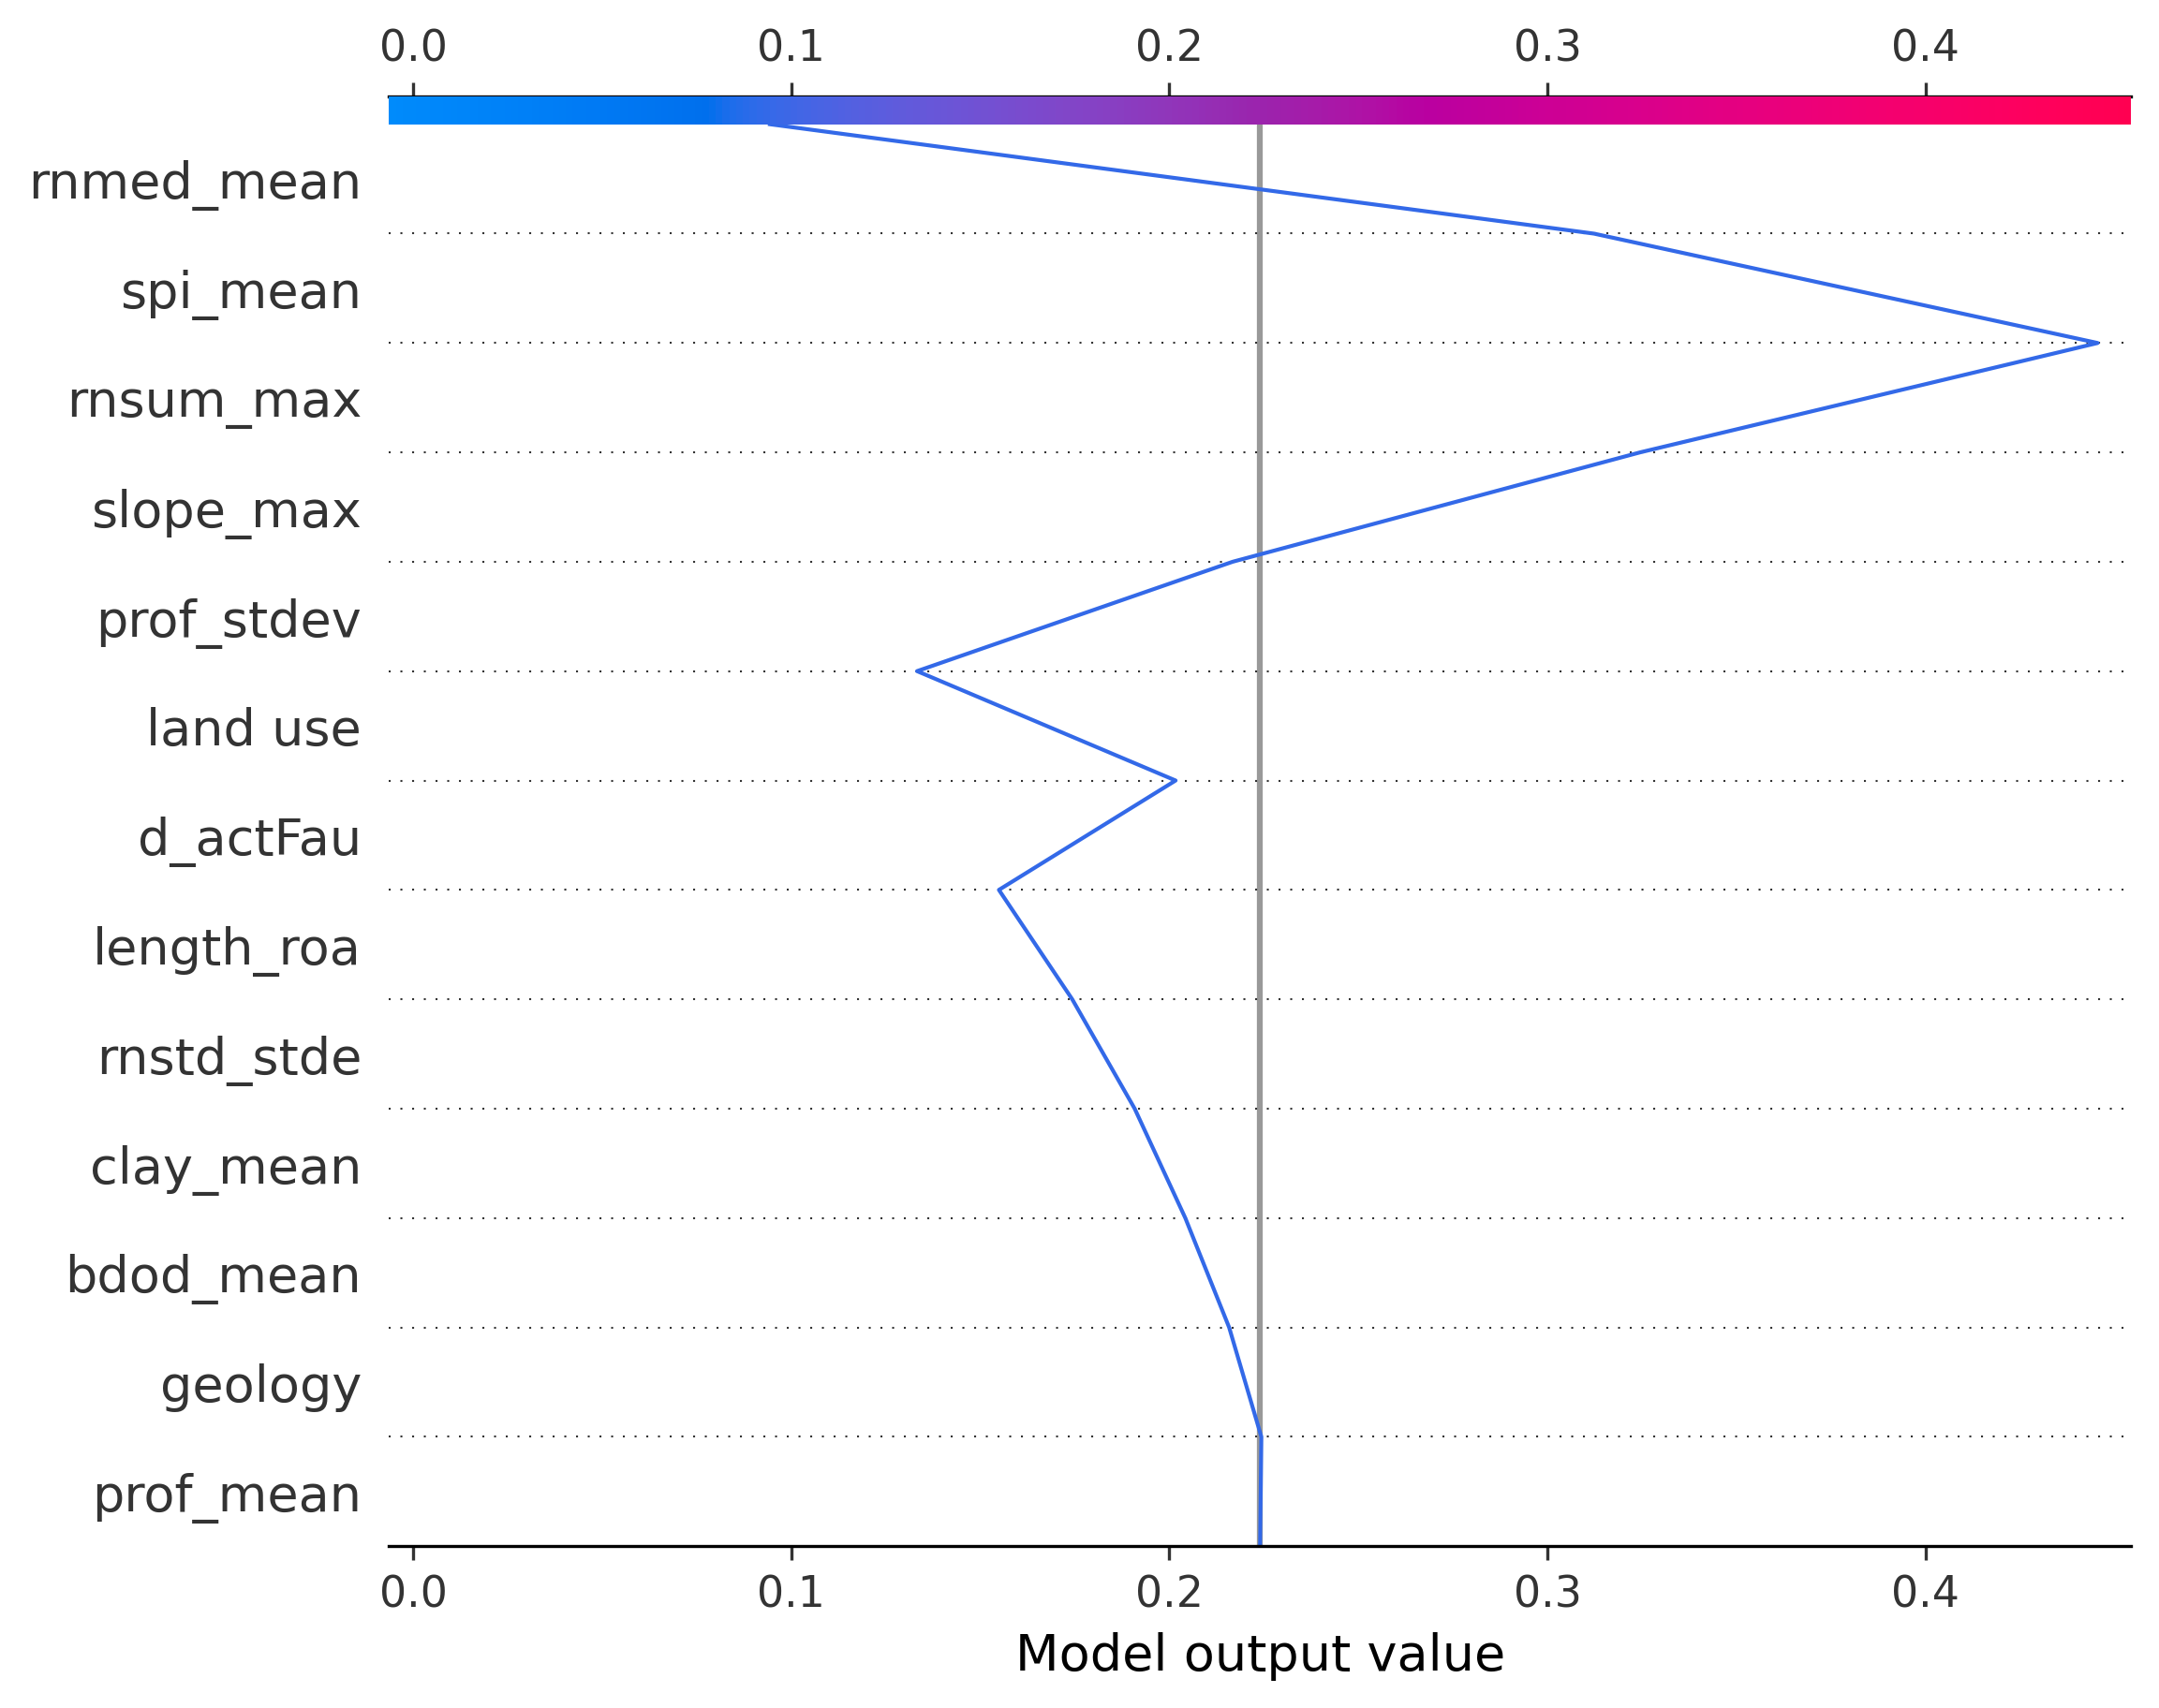 0.0 0.1 0.2 0.3 0.4
rnmed_mean
spi_mean
rnsum_max
slope_max
prof_stdev
land use
d_actFau
length_roa
rnstd_stde
clay_mean
bdod_mean
geology
prof_mean
0.0 0.1 0.2 0.3 0.4
Model output value